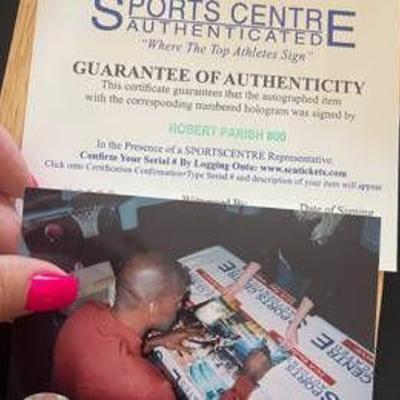 SPORTS CENTRE
AUTHENTICATED
"Where The Top Athletes Sign"
GUARANTEE OF AUTHENTICITY
This certificate guarantees that the autographed item
with the corresponding numbered hologram was signed by
ROBERT PARISH #00
In the Presence of a SPORTSCENTRE Representative.
Confirm Your Serial # By Logging Onto: www.scatickets.com
Click onto Certification Confirmation•Type Serial # and description of your item will appear
Witnessed By
Date of Signing